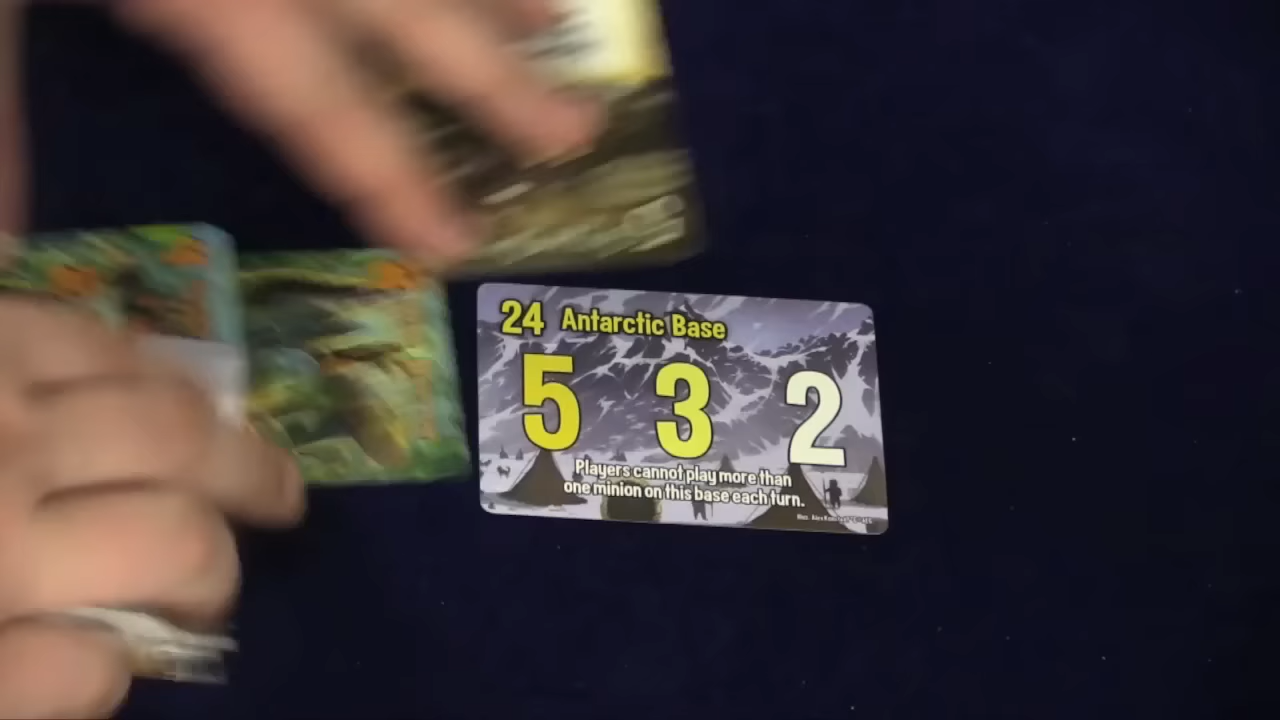 24 Antarctic Base
5 3 2
Players cannot play more than
one minion on this base each turn.